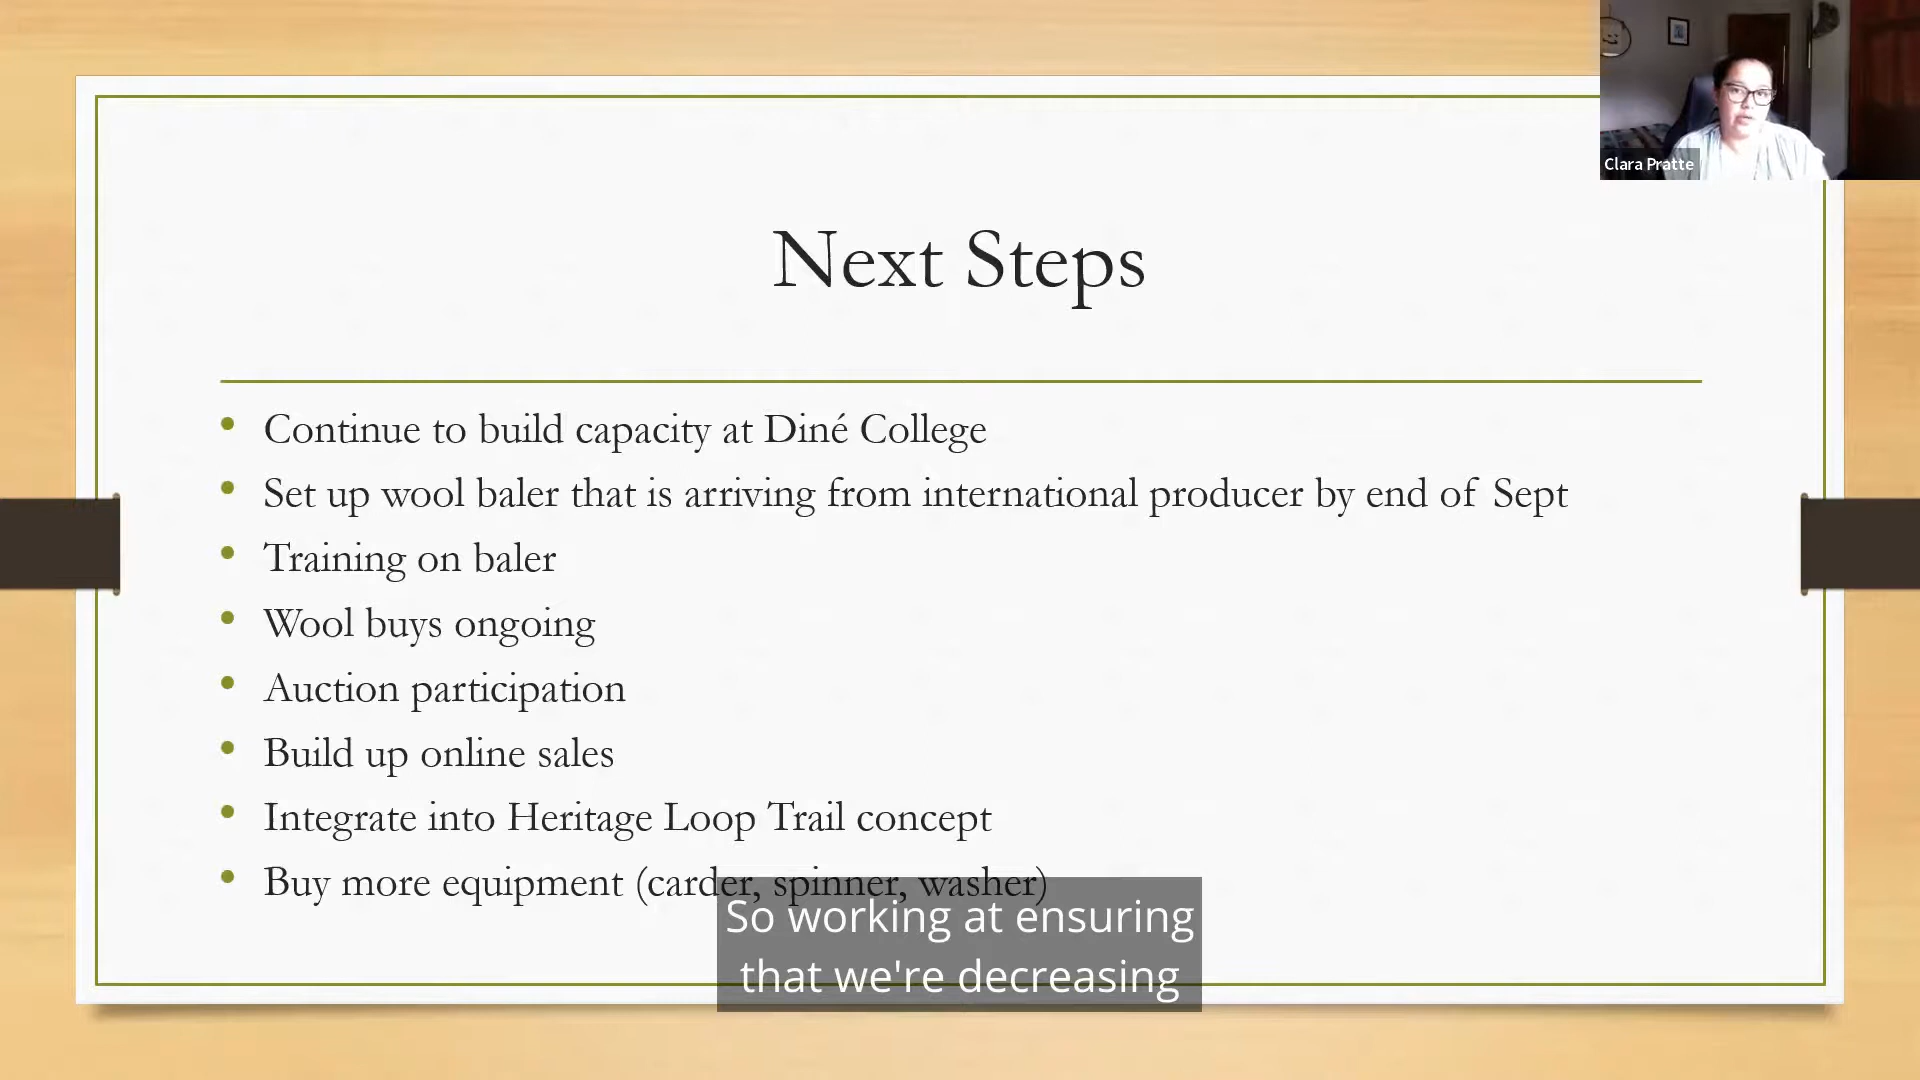 Clara Pratte
Next Steps
Continue to build capacity at Diné College
Set up wool baler that is arriving from international producer by end of Sept
Training on baler
Wool buys ongoing
Auction participation
Build up online sales
Integrate into Heritage Loop Trail concept
Buy more equipment (carder, spinner, washer)
So working at ensuring
that we're decreasing